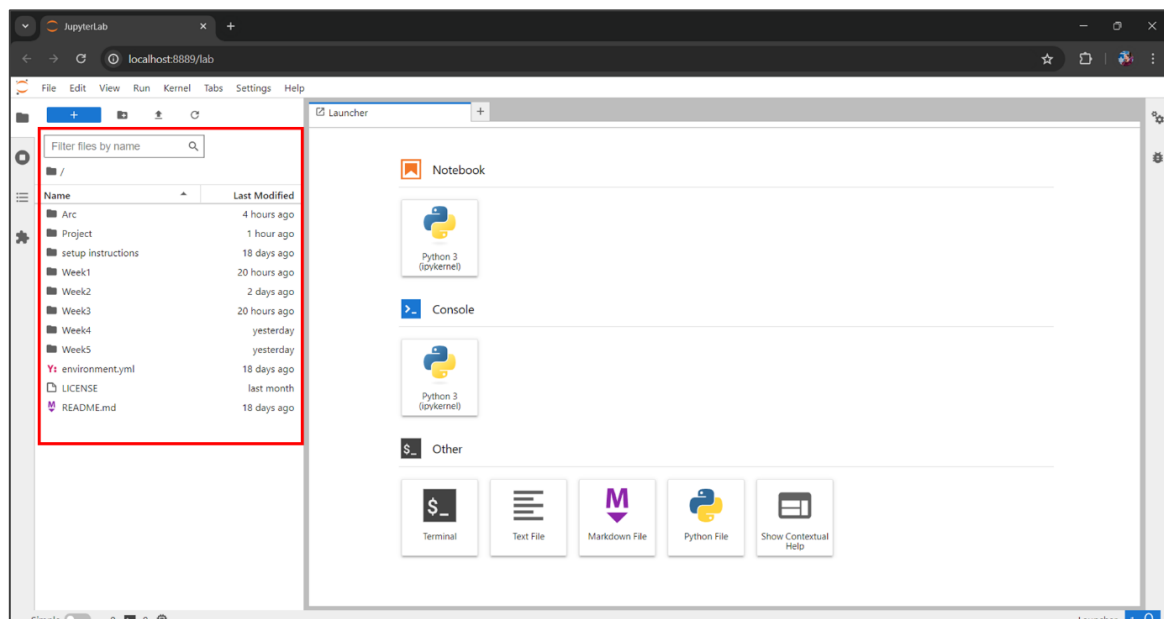 JupyterLab
localhost:8889/lab
File Edit View Run Kernel Tabs Settings Help
Launcher
Filter files by name
/
Name Last Modified
Arc 4 hours ago
Project 1 hour ago
setup instructions 18 days ago
Week1 20 hours ago
Week2 2 days ago
Week3 20 hours ago
Week4 yesterday
Week5 yesterday
Y: environment.yml 18 days ago
LICENSE last month
M README.md 18 days ago
Notebook
Python 3
(ipykernel)
>_ Console
Python 3
(ipykernel)
$_ Other
$_ M
Terminal Text File Markdown File Python File Show Contextual
Help
Simple
Launcher